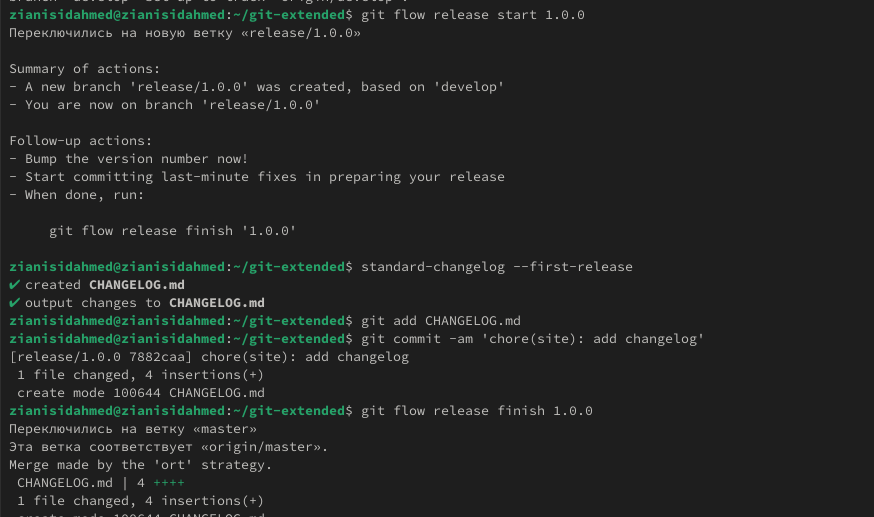 zianisidahmed@zianisidahmed:~/git-extended$ git flow release start 1.0.0
Переключились на новую ветку «release/1.0.0»
Summary of actions:
- A new branch 'release/1.0.0' was created, based on 'develop'
- You are now on branch 'release/1.0.0'
Follow-up actions:
- Bump the version number now!
- Start committing last-minute fixes in preparing your release
- When done, run:
git flow release finish '1.0.0'
zianisidahmed@zianisidahmed:~/git-extended$ standard-changelog --first-release
✔ created CHANGELOG.md
✔ output changes to CHANGELOG.md
zianisidahmed@zianisidahmed:~/git-extended$ git add CHANGELOG.md
zianisidahmed@zianisidahmed:~/git-extended$ git commit -am 'chore(site): add changelog'
[release/1.0.0 7882caa] chore(site): add changelog
1 file changed, 4 insertions(+)
create mode 100644 CHANGELOG.md
zianisidahmed@zianisidahmed:~/git-extended$ git flow release finish 1.0.0
Переключились на ветку «master»
Эта ветка соответствует «origin/master».
Merge made by the 'ort' strategy.
CHANGELOG.md | 4 ++++
1 file changed, 4 insertions(+)